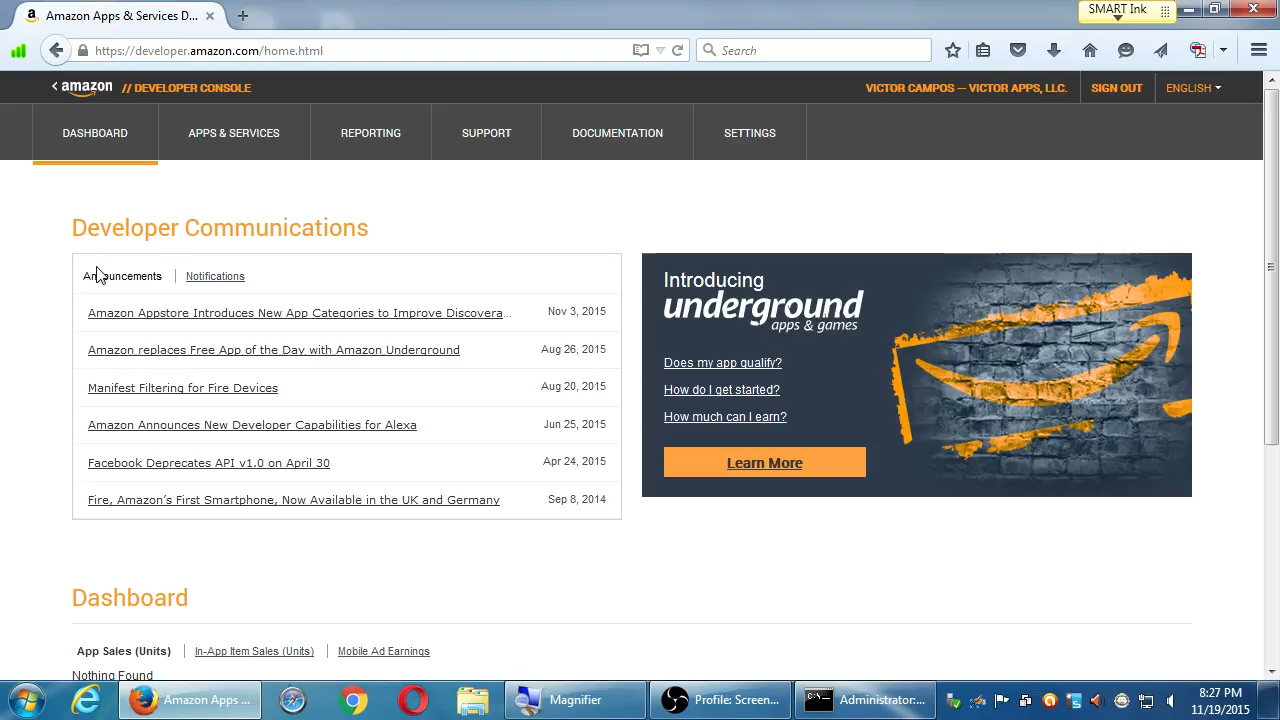 Amazon Apps & Services D...
SMART Ink
https://developer.amazon.com/home.html
Search
amazon // DEVELOPER CONSOLE
VICTOR CAMPOS — VICTOR APPS, LLC.
SIGN OUT
ENGLISH
DASHBOARD
APPS & SERVICES
REPORTING
SUPPORT
DOCUMENTATION
SETTINGS
Developer Communications
Announcements
Notifications
Amazon Appstore Introduces New App Categories to Improve Discovera... Nov 3, 2015
Amazon replaces Free App of the Day with Amazon Underground Aug 26, 2015
Manifest Filtering for Fire Devices Aug 20, 2015
Amazon Announces New Developer Capabilities for Alexa Jun 25, 2015
Facebook Deprecates API v1.0 on April 30 Apr 24, 2015
Fire, Amazon’s First Smartphone, Now Available in the UK and Germany Sep 8, 2014
Introducing
underground
apps & games
Does my app qualify?
How do I get started?
How much can I earn?
Learn More
Dashboard
App Sales (Units)
In-App Item Sales (Units)
Mobile Ad Earnings
Nothing Found
Amazon Apps ...
Magnifier
Profile: Screen...
Administrator:...
8:27 PM
11/19/2015